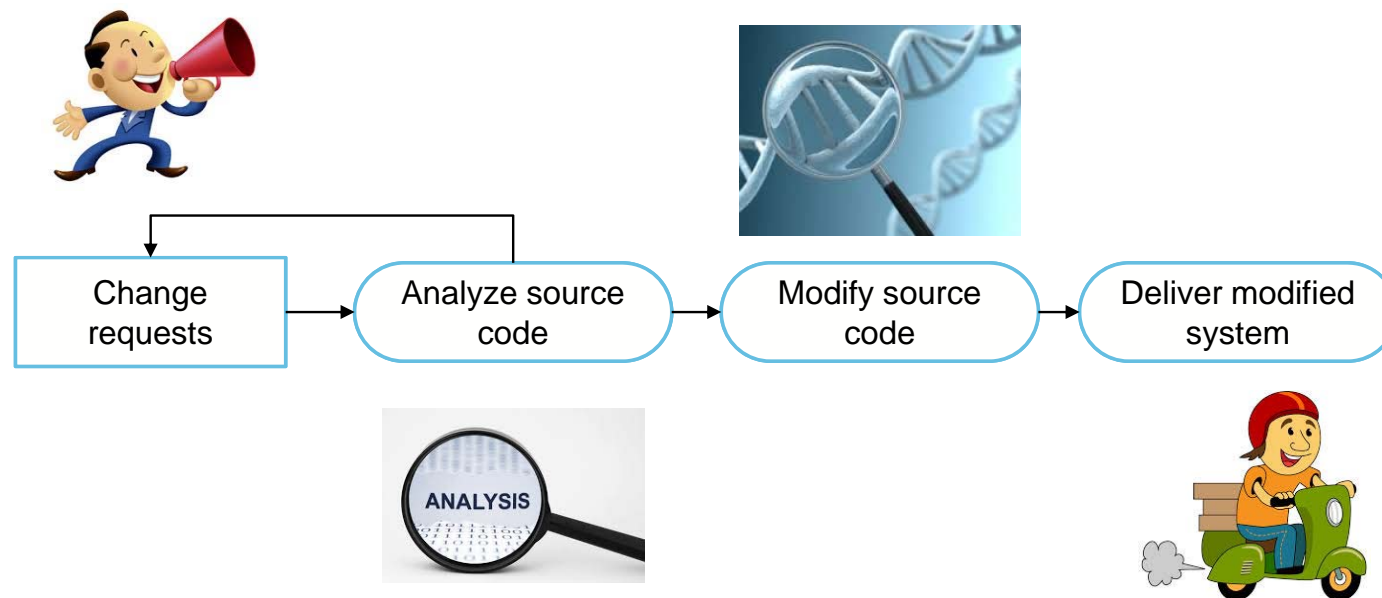 Change
requests
Analyze source
code
Modify source
code
Deliver modified
system
ANALYSIS